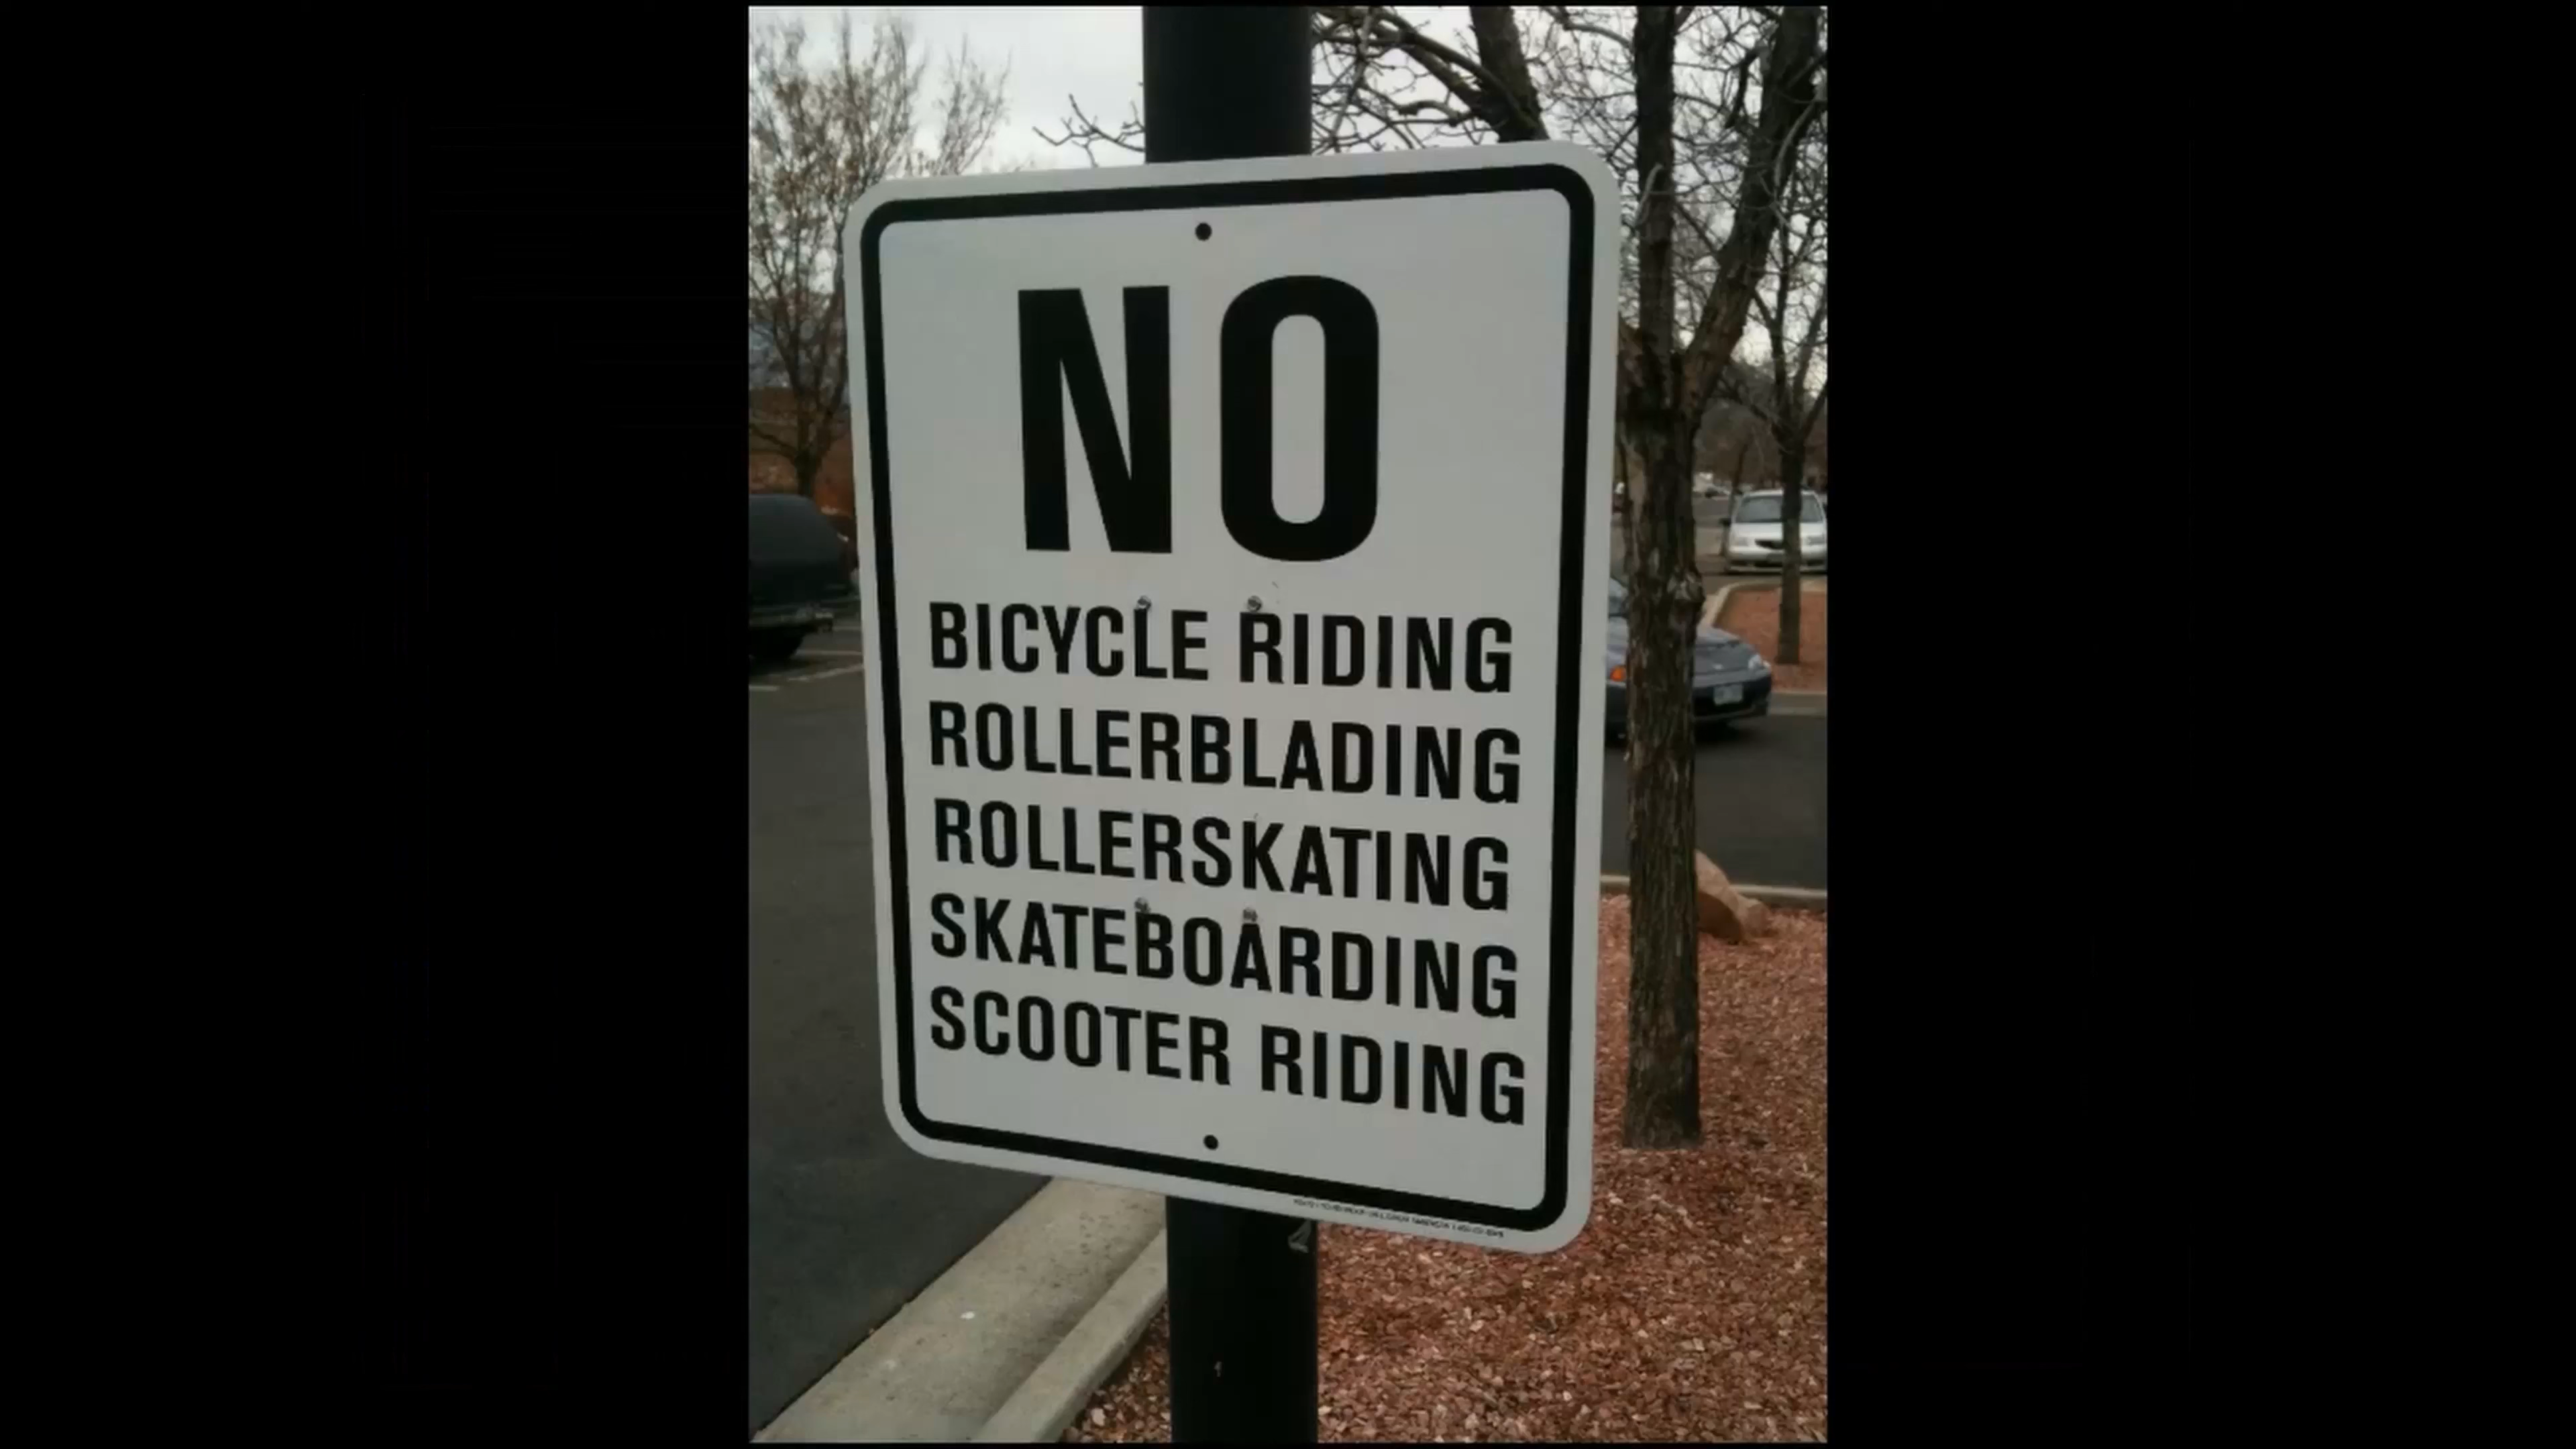 NO
BICYCLE RIDING
ROLLERBLADING
ROLLERSKATING
SKATEBOARDING
SCOOTER RIDING